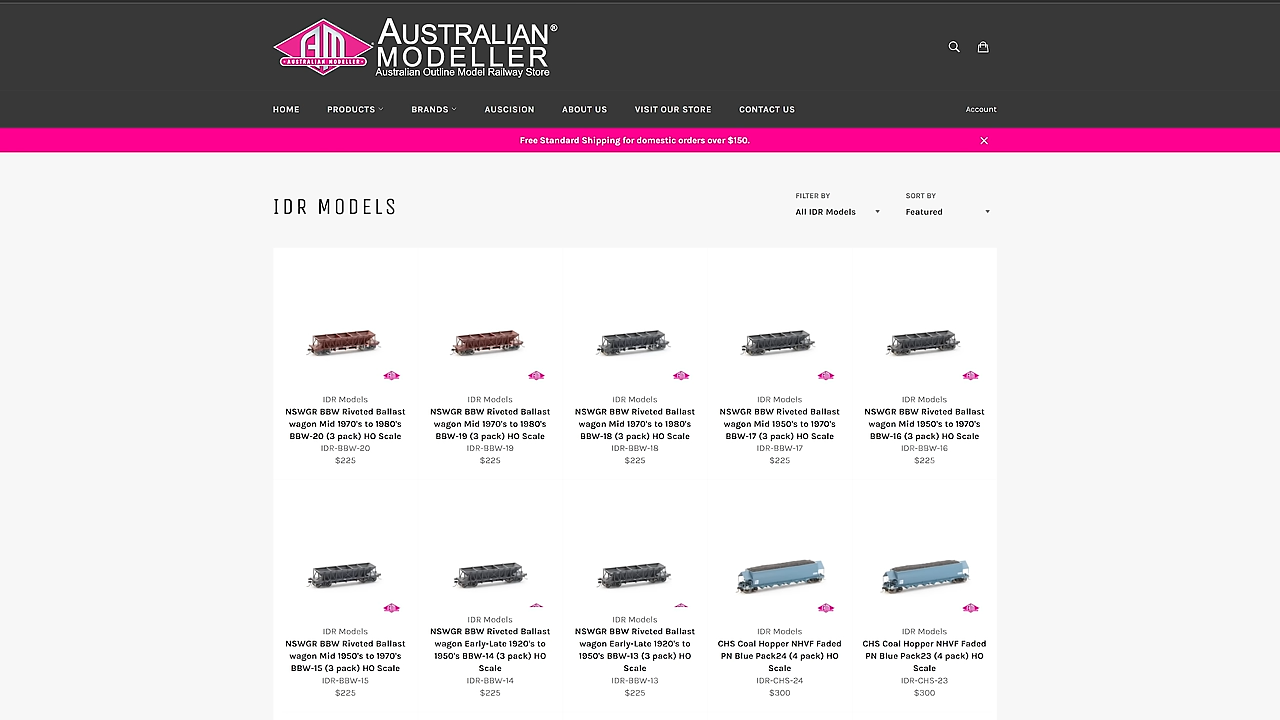 AM
AUSTRALIAN MODELLER
AUSTRALIAN®
MODELLER
Australian Outline Model Railway Store
HOME PRODUCTS BRANDS AUSCISION ABOUT US VISIT OUR STORE CONTACT US Account
Free Standard Shipping for domestic orders over $150.
IDR MODELS
FILTER BY
All IDR Models
SORT BY
Featured
IDR Models
NSWGR BBW Riveted Ballast
wagon Mid 1970's to 1980's
BBW-20 (3 pack) HO Scale
IDR-BBW-20
$225
IDR Models
NSWGR BBW Riveted Ballast
wagon Mid 1970's to 1980's
BBW-19 (3 pack) HO Scale
IDR-BBW-19
$225
IDR Models
NSWGR BBW Riveted Ballast
wagon Mid 1970's to 1980's
BBW-18 (3 pack) HO Scale
IDR-BBW-18
$225
IDR Models
NSWGR BBW Riveted Ballast
wagon Mid 1950's to 1970's
BBW-17 (3 pack) HO Scale
IDR-BBW-17
$225
IDR Models
NSWGR BBW Riveted Ballast
wagon Mid 1950's to 1970's
BBW-16 (3 pack) HO Scale
IDR-BBW-16
$225
IDR Models
NSWGR BBW Riveted Ballast
wagon Mid 1950's to 1970's
BBW-15 (3 pack) HO Scale
IDR-BBW-15
$225
IDR Models
NSWGR BBW Riveted Ballast
wagon Early-Late 1920's to
1950's BBW-14 (3 pack) HO
Scale
IDR-BBW-14
$225
IDR Models
NSWGR BBW Riveted Ballast
wagon Early-Late 1920's to
1950's BBW-13 (3 pack) HO
Scale
IDR-BBW-13
$225
IDR Models
CHS Coal Hopper NHVF Faded
PN Blue Pack24 (4 pack) HO
Scale
IDR-CHS-24
$300
IDR Models
CHS Coal Hopper NHVF Faded
PN Blue Pack23 (4 pack) HO
Scale
IDR-CHS-23
$300